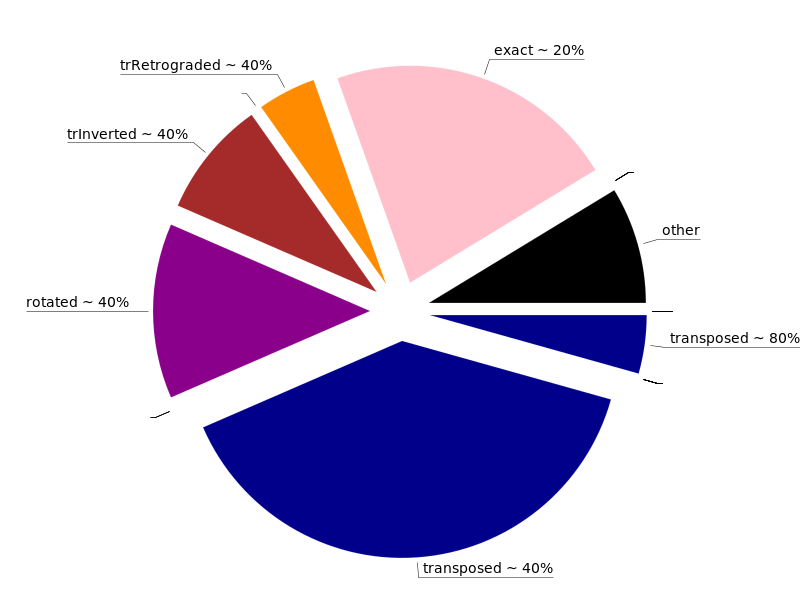 exact ~ 20%
trRetrograded ~ 40%
trInverted ~ 40%
other
rotated ~ 40%
transposed ~ 80%
transposed ~ 40%